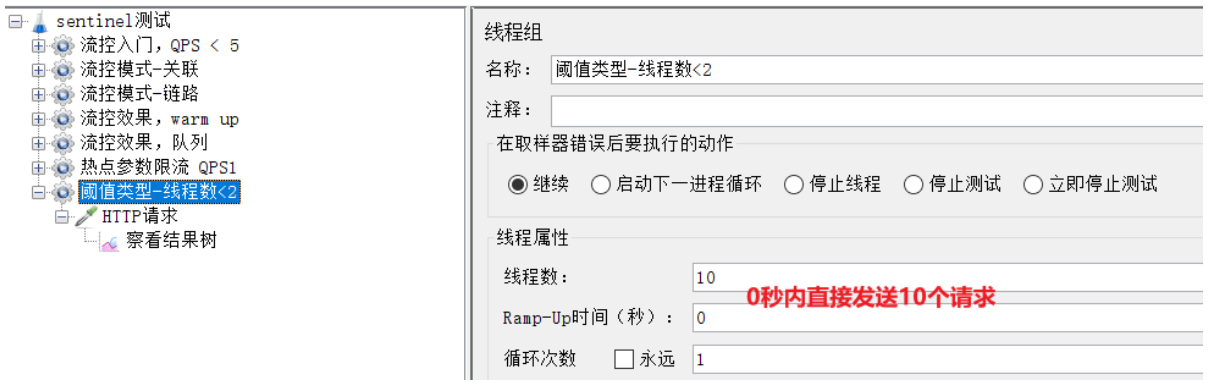 sentinel测试
流控入门，QPS < 5
流控模式-关联
流控模式-链路
流控效果，warm up
流控效果，队列
热点参数限流 QPS1
阈值类型-线程数<2
HTTP请求
察看结果树
线程组
名称： 阈值类型-线程数<2
注释：
在取样器错误后要执行的动作
继续 启动下一进程循环 停止线程 停止测试 立即停止测试
线程属性
线程数： 10
0秒内直接发送10个请求
Ramp-Up时间（秒）： 0
循环次数 永远 1